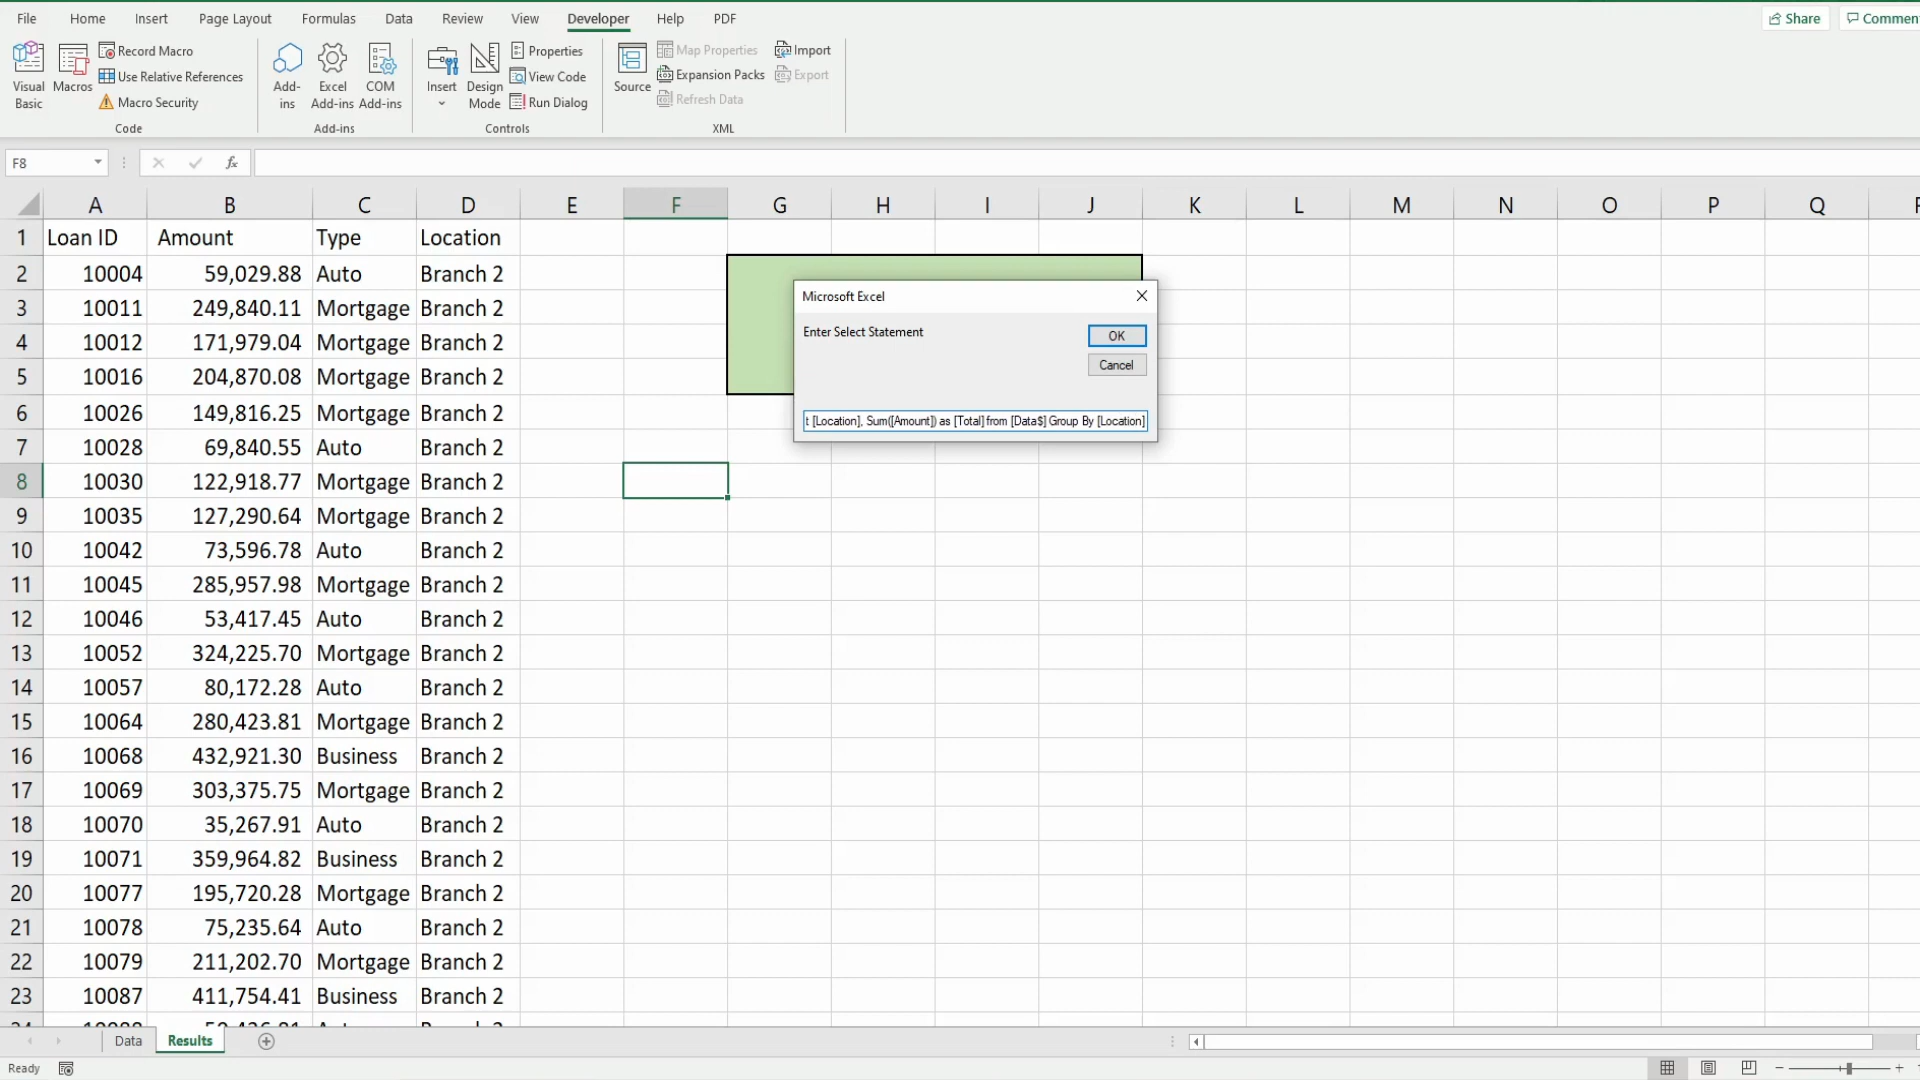 File Home Insert Page Layout Formulas Data Review View Developer Help PDF Share Commen
Visual Basic Macros Record Macro Use Relative References Macro Security
Code
Add-ins Excel Add-ins COM Add-ins
Add-ins
Insert Design Mode Properties View Code Run Dialog
Controls
Source Map Properties Expansion Packs Refresh Data Import Export
XML
F8 fx
A B C D E F G H I J K L M N O P Q
1 Loan ID Amount Type Location
2 10004 59,029.88 Auto Branch 2
3 10011 249,840.11 Mortgage Branch 2
4 10012 171,979.04 Mortgage Branch 2
5 10016 204,870.08 Mortgage Branch 2
6 10026 149,816.25 Mortgage Branch 2
7 10028 69,840.55 Auto Branch 2
8 10030 122,918.77 Mortgage Branch 2
9 10035 127,290.64 Mortgage Branch 2
10 10042 73,596.78 Auto Branch 2
11 10045 285,957.98 Mortgage Branch 2
12 10046 53,417.45 Auto Branch 2
13 10052 324,225.70 Mortgage Branch 2
14 10057 80,172.28 Auto Branch 2
15 10064 280,423.81 Mortgage Branch 2
16 10068 432,921.30 Business Branch 2
17 10069 303,375.75 Mortgage Branch 2
18 10070 35,267.91 Auto Branch 2
19 10071 359,964.82 Business Branch 2
20 10077 195,720.28 Mortgage Branch 2
21 10078 75,235.64 Auto Branch 2
22 10079 211,202.70 Mortgage Branch 2
23 10087 411,754.41 Business Branch 2
Microsoft Excel
Enter Select Statement
OK
Cancel
t [Location], Sum([Amount]) as [Total] from [Data$] Group By [Location]
Data Results
Ready